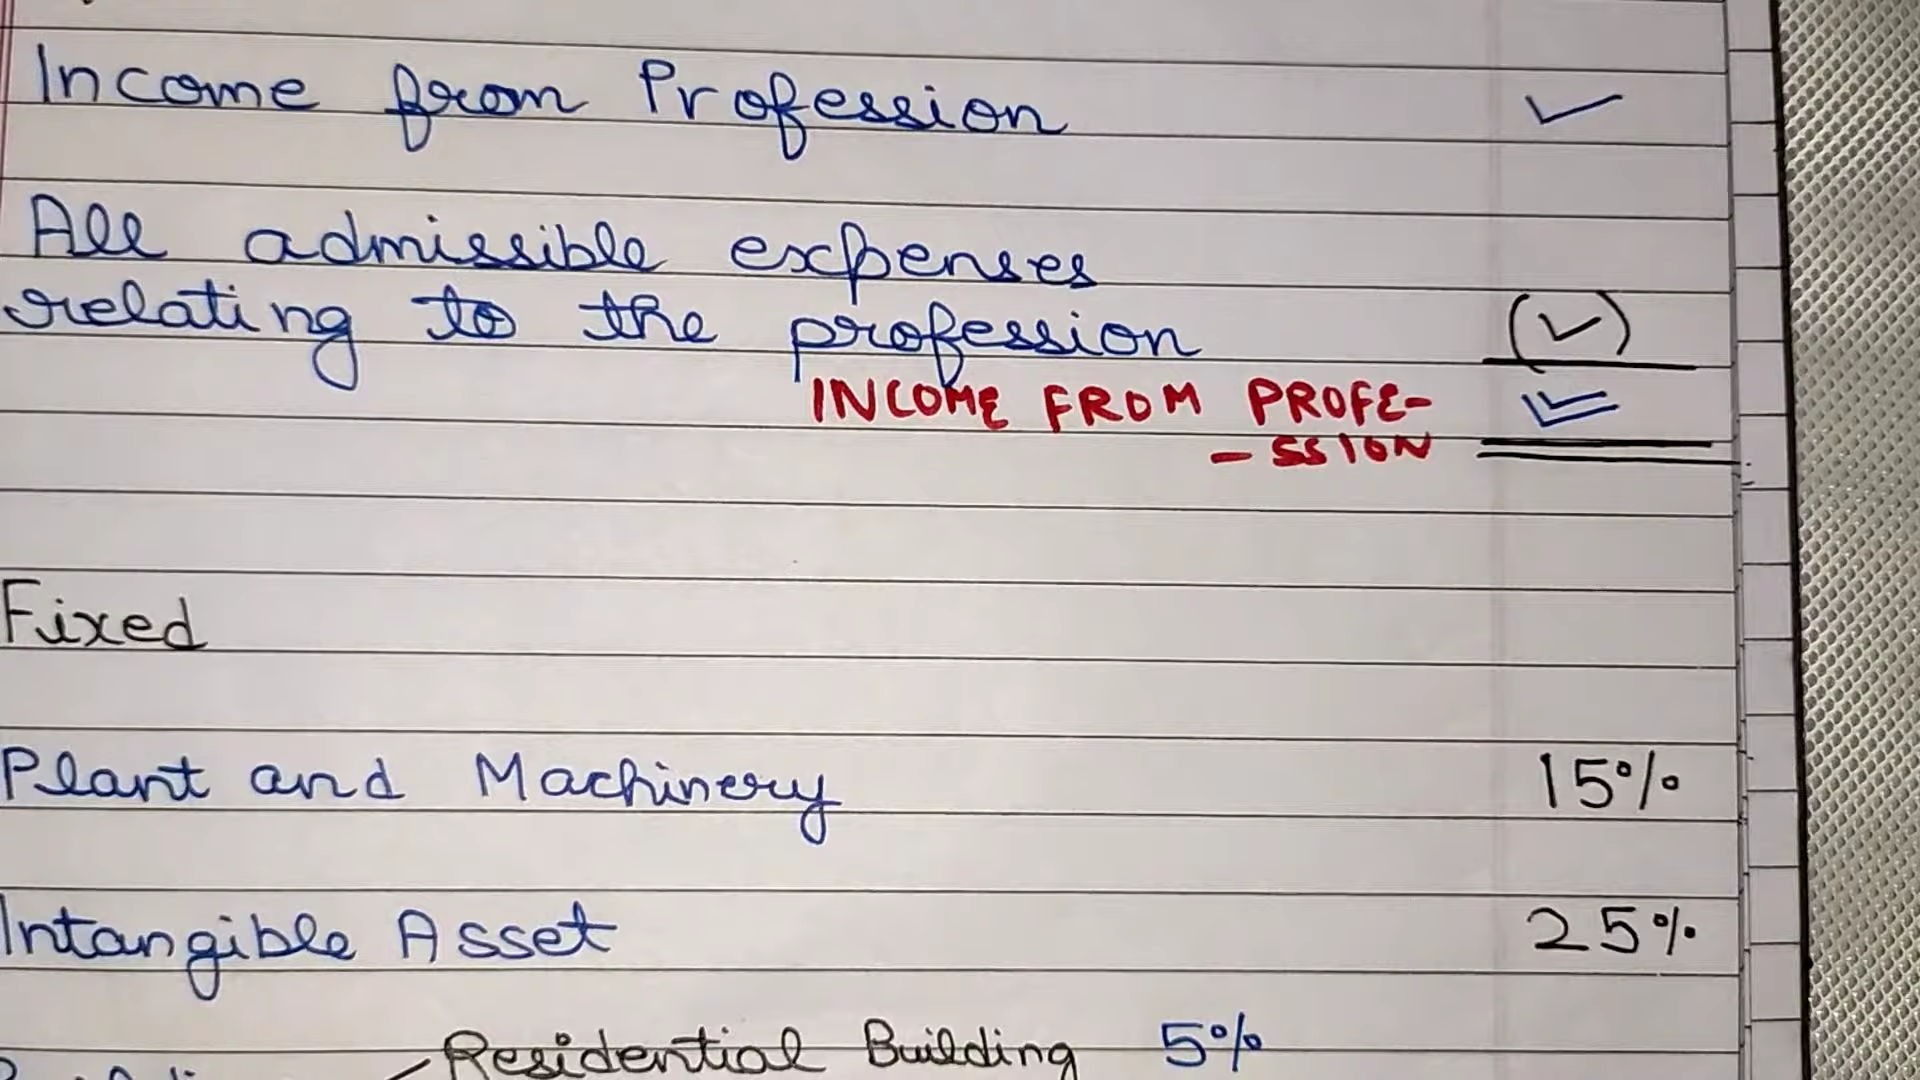 Income from Profession ✓
All admissible expenses
relating to the profession (✓)
INCOME FROM PROFE-
- SSION
Fixed
Plant and Machinery 15%
Intangible Asset 25%
Residential Building 5%